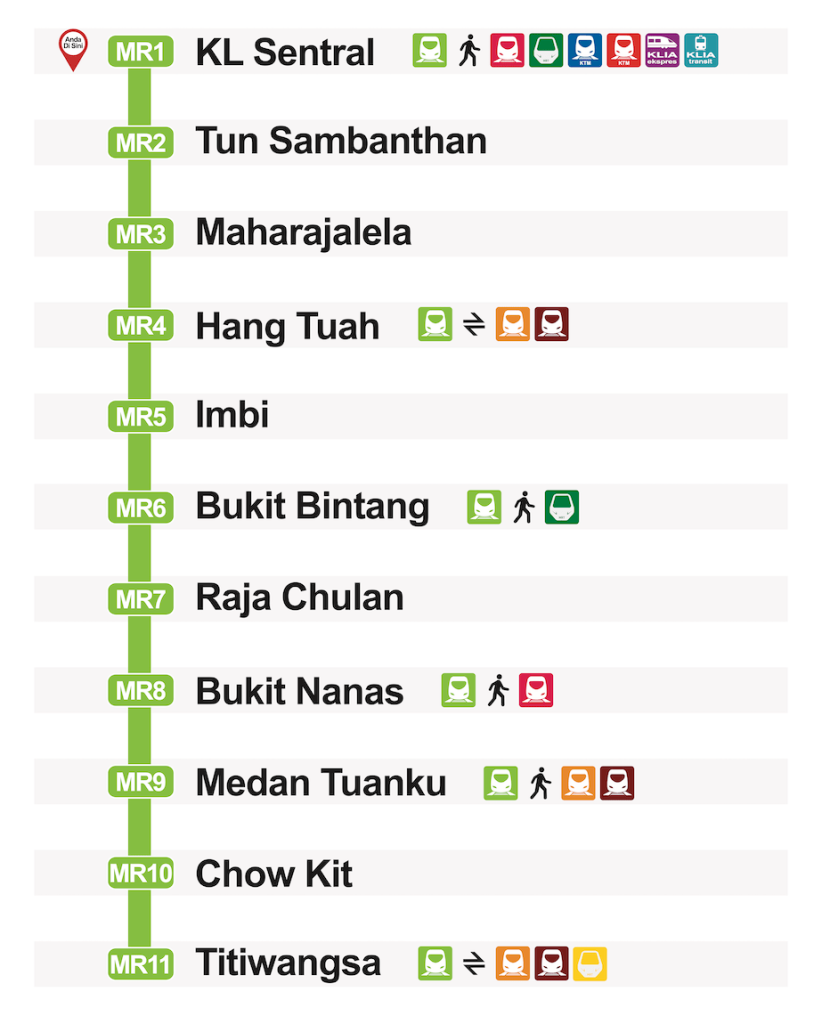 Anda
Di Sini
MR1 KL Sentral
KTM
KTM
KLIA
ekspres
KLIA
transit
MR2 Tun Sambanthan
MR3 Maharajalela
MR4 Hang Tuah
MR5 Imbi
MR6 Bukit Bintang
MR7 Raja Chulan
MR8 Bukit Nanas
MR9 Medan Tuanku
MR10 Chow Kit
MR11 Titiwangsa